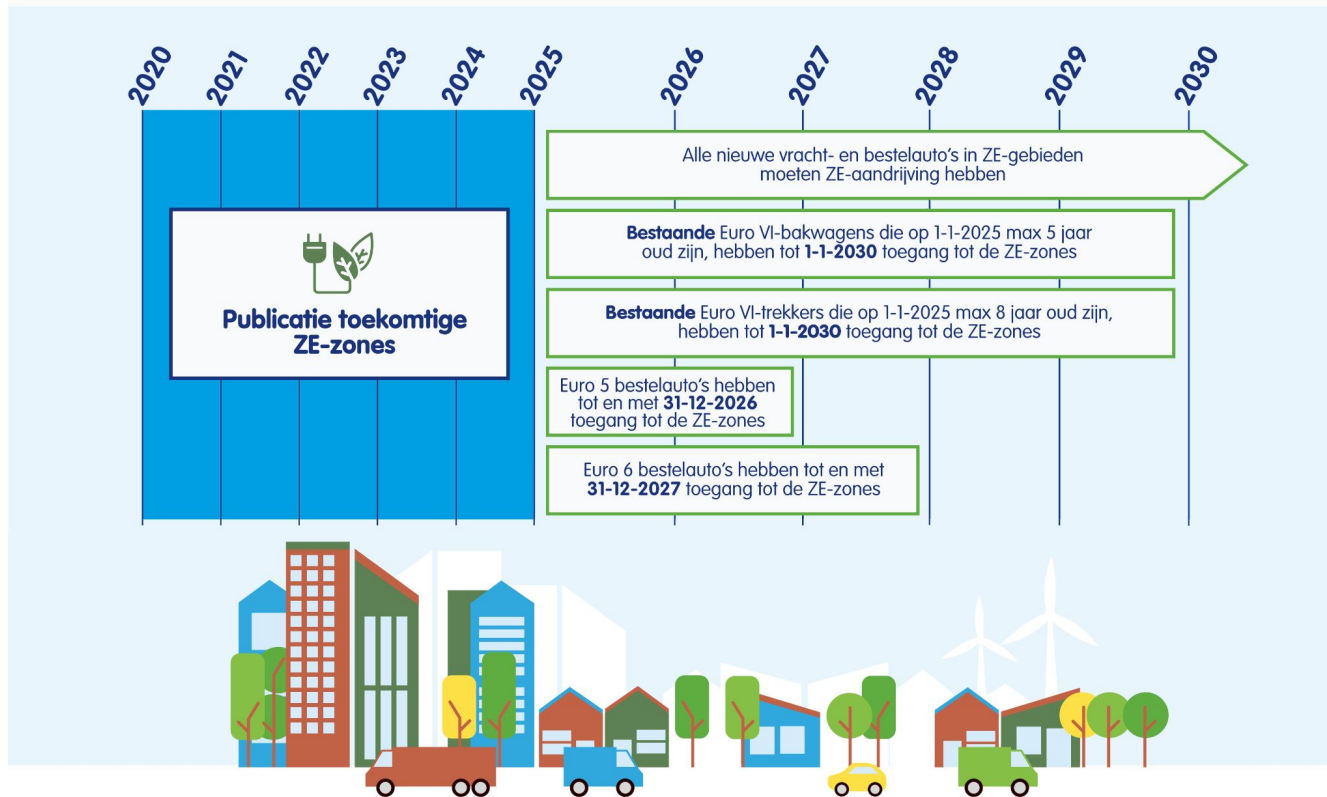 2020
2021
2022
2023
2024
2025
2026
2027
2028
2029
2030
Publicatie toekomtige
ZE-zones
Alle nieuwe vracht- en bestelauto's in ZE-gebieden
moeten ZE-aandrijving hebben
Bestaande Euro VI-bakwagens die op 1-1-2025 max 5 jaar
oud zijn, hebben tot 1-1-2030 toegang tot de ZE-zones
Bestaande Euro VI-trekkers die op 1-1-2025 max 8 jaar oud zijn,
hebben tot 1-1-2030 toegang tot de ZE-zones
Euro 5 bestelauto's hebben
tot en met 31-12-2026
toegang tot de ZE-zones
Euro 6 bestelauto's hebben tot en met
31-12-2027 toegang tot de ZE-zones